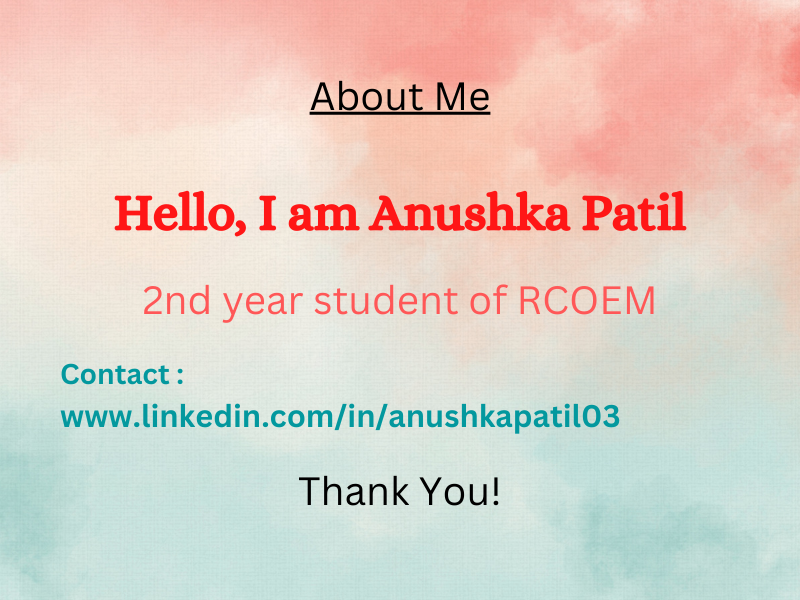 About Me
Hello, I am Anushka Patil
2nd year student of RCOEM
Contact :
www.linkedin.com/in/anushkapatil03
Thank You!